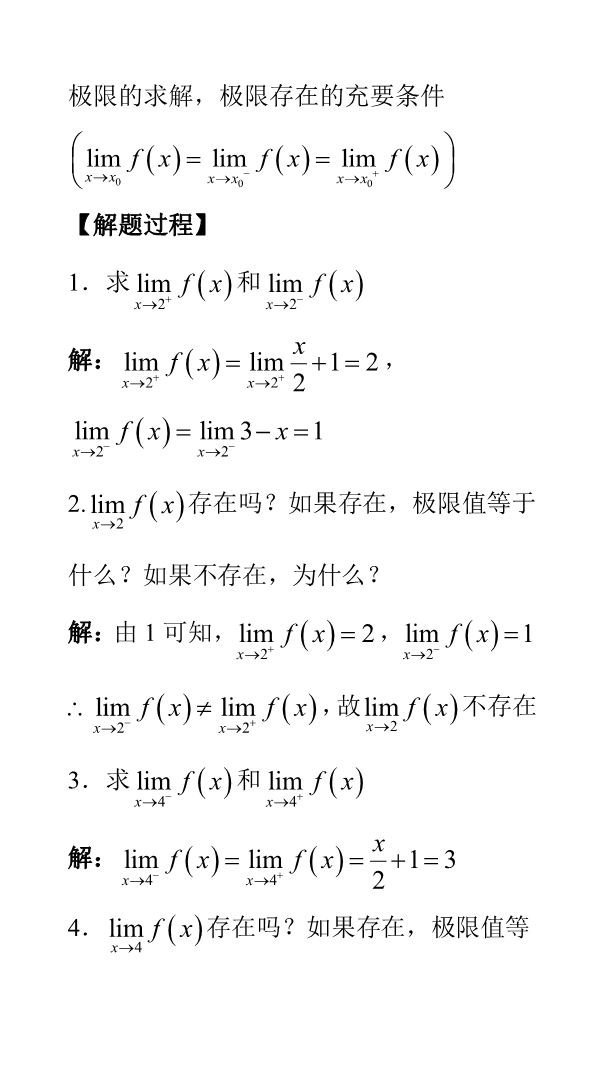 极限的求解，极限存在的充要条件
$\left(\lim_{x \to x_0} f(x) = \lim_{x \to x_0^-} f(x) = \lim_{x \to x_0^+} f(x)\right)$
【解题过程】
1．求 $\lim_{x \to 2^+} f(x)$ 和 $\lim_{x \to 2^-} f(x)$
解： $\lim_{x \to 2^+} f(x) = \lim_{x \to 2^+} \frac{x}{2} + 1 = 2$，
$\lim_{x \to 2^-} f(x) = \lim_{x \to 2^-} 3 - x = 1$
2. $\lim_{x \to 2} f(x)$ 存在吗？如果存在，极限值等于
什么？如果不存在，为什么？
解：由 1 可知， $\lim_{x \to 2^+} f(x) = 2$， $\lim_{x \to 2^-} f(x) = 1$
∴ $\lim_{x \to 2^-} f(x) \neq \lim_{x \to 2^+} f(x)$，故 $\lim_{x \to 2} f(x)$ 不存在
3．求 $\lim_{x \to 4^-} f(x)$ 和 $\lim_{x \to 4^+} f(x)$
解： $\lim_{x \to 4^-} f(x) = \lim_{x \to 4^+} f(x) = \frac{x}{2} + 1 = 3$
4． $\lim_{x \to 4} f(x)$ 存在吗？如果存在，极限值等